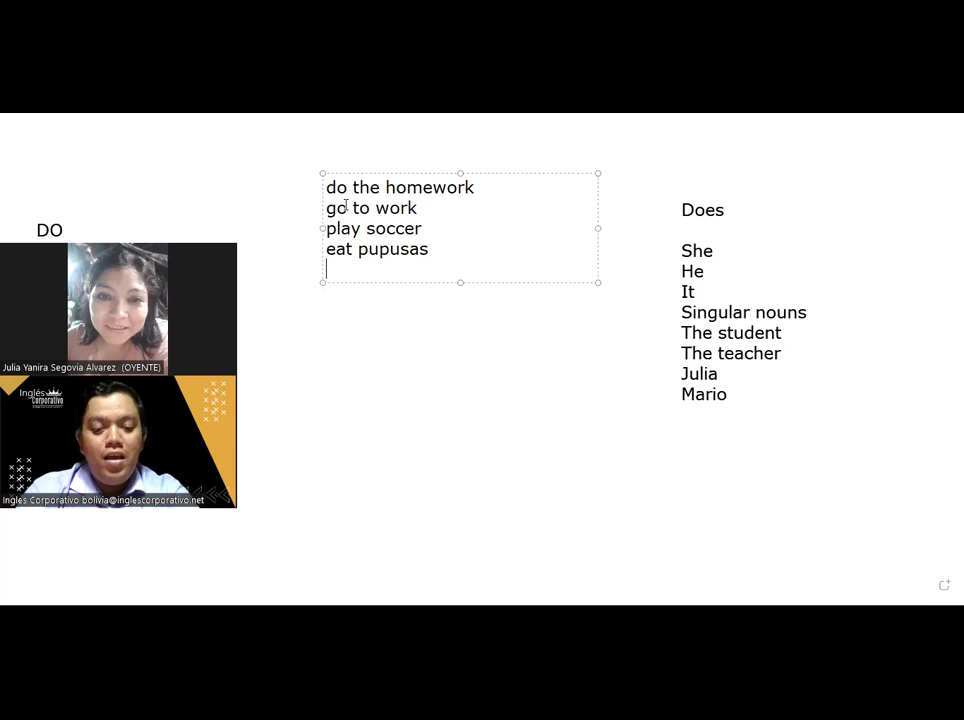 do the homework
go to work
play soccer
eat pupusas
DO
Does
She
He
It
Singular nouns
The student
The teacher
Julia
Mario
Julia Yanira Segovia Alvarez (OYENTE)
Inglés
Corporativo
Inglés Corporativo bolivia@inglescorporativo.net